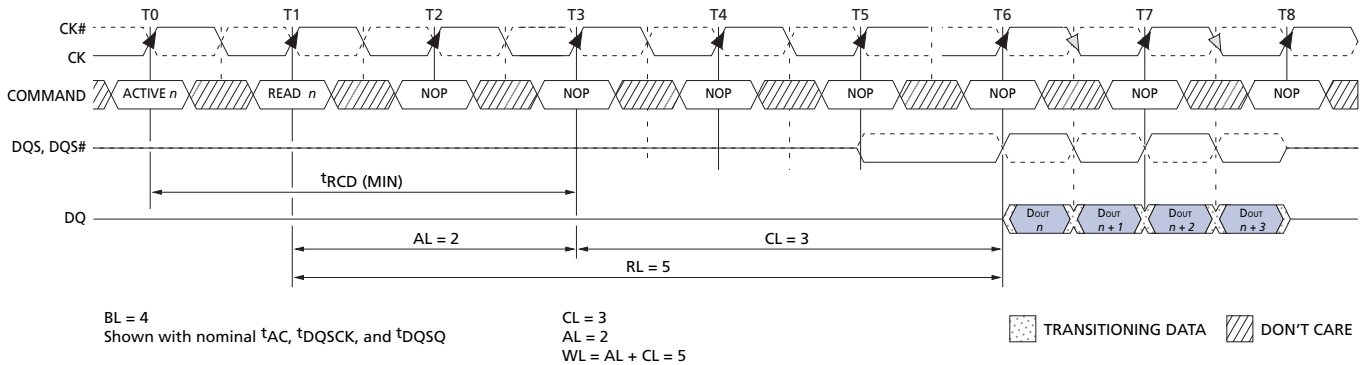 T0 T1 T2 T3 T4 T5 T6 T7 T8
CK#
CK
COMMAND ACTIVE n READ n NOP NOP NOP NOP NOP NOP NOP
DQS, DQS#
tRCD (MIN)
DQ DOUT n DOUT n + 1 DOUT n + 2 DOUT n + 3
AL = 2 CL = 3
RL = 5
BL = 4
Shown with nominal tAC, tDQSCK, and tDQSQ
CL = 3
AL = 2
WL = AL + CL = 5
TRANSITIONING DATA DON'T CARE